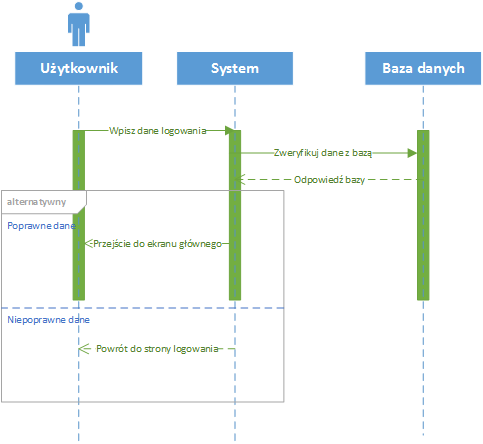 Użytkownik
System
Baza danych
Wpisz dane logowania
Zweryfikuj dane z bazą
Odpowiedź bazy
alternatywny
Poprawne dane
Przejście do ekranu głównego
Niepoprawne dane
Powrót do strony logowania